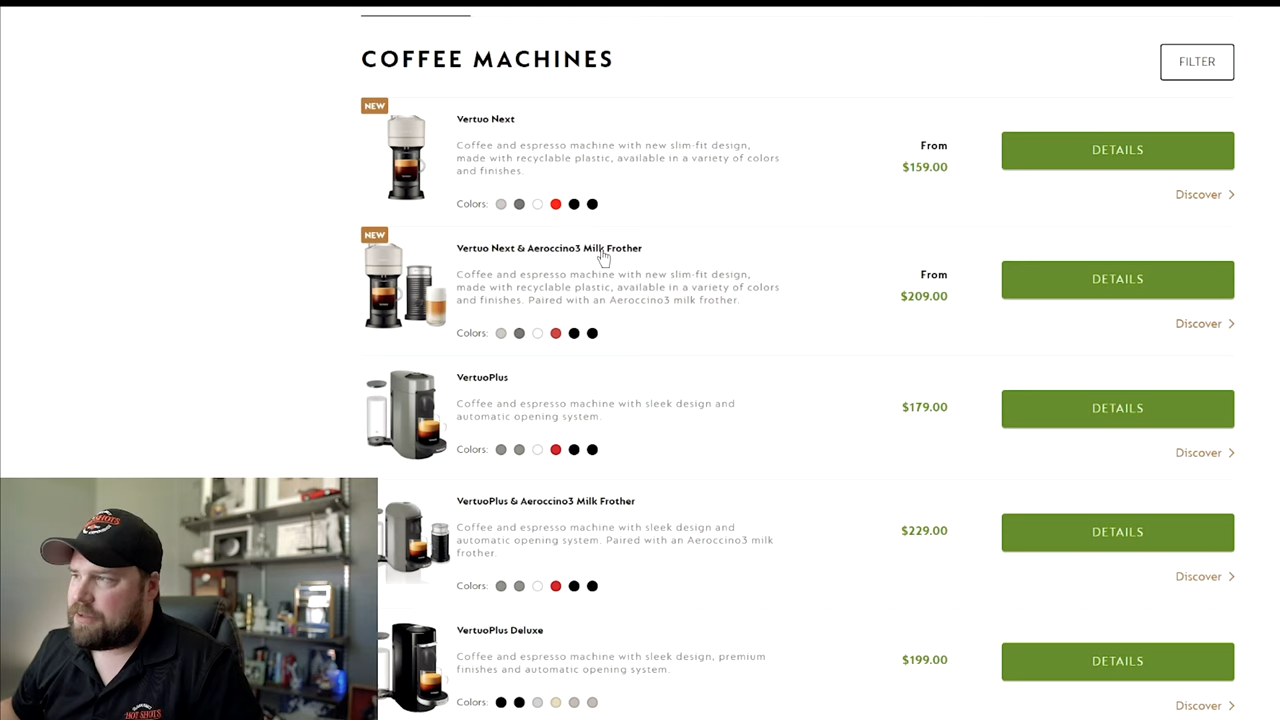 COFFEE MACHINES
FILTER
NEW
Vertuo Next
Coffee and espresso machine with new slim-fit design,
made with recyclable plastic, available in a variety of colors
and finishes.
Colors:
From
$159.00
DETAILS
Discover >
NEW
Vertuo Next & Aeroccino3 Milk Frother
Coffee and espresso machine with new slim-fit design,
made with recyclable plastic, available in a variety of colors
and finishes. Paired with an Aeroccino3 milk frother.
Colors:
From
$209.00
DETAILS
Discover >
VertuoPlus
Coffee and espresso machine with sleek design and
automatic opening system.
Colors:
$179.00
DETAILS
Discover >
VertuoPlus & Aeroccino3 Milk Frother
Coffee and espresso machine with sleek design and
automatic opening system. Paired with an Aeroccino3 milk
frother.
Colors:
$229.00
DETAILS
Discover >
VertuoPlus Deluxe
Coffee and espresso machine with sleek design, premium
finishes and automatic opening system.
Colors:
$199.00
DETAILS
Discover >
HOT SHOTS